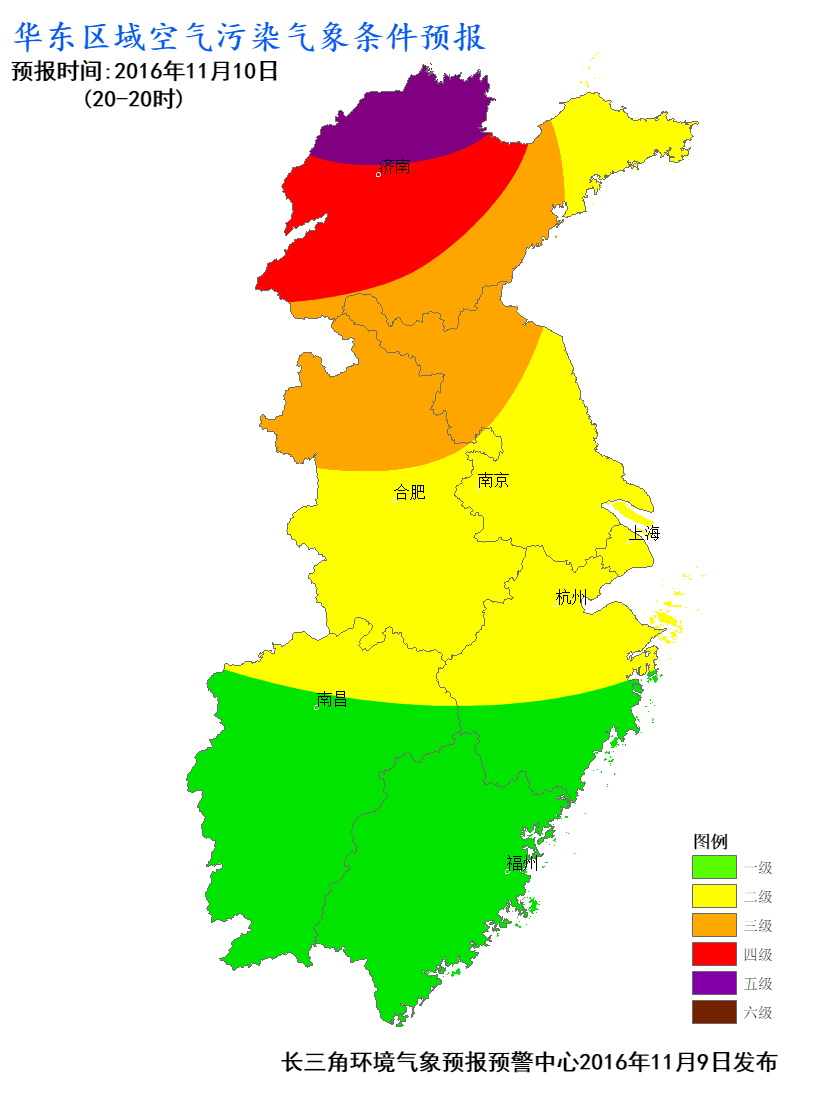 华东区域空气污染气象条件预报
预报时间:2016年11月10日
(20-20时)
济南
合肥
南京
上海
杭州
南昌
福州
图例
一级
二级
三级
四级
五级
六级
长三角环境气象预报预警中心2016年11月9日发布